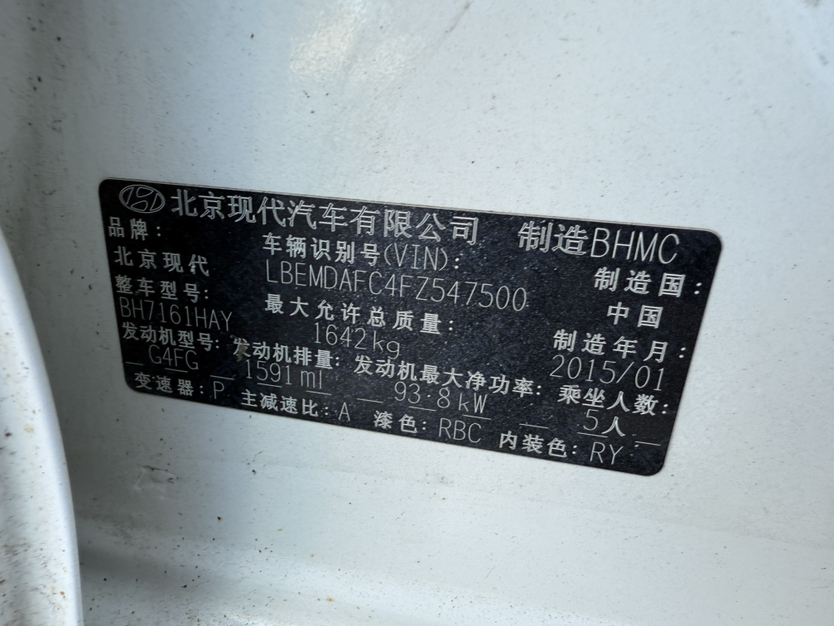 北京现代汽车有限公司 制造BHMC
品牌： 车辆识别号(VIN)： 制造国：
北京现代 LBEMDAFC4FZ547500 中国
整车型号： 最大允许总质量： 制造年月：
BH7161HAY 1642kg 2015/01
发动机型号： 发动机排量： 发动机最大净功率： 乘坐人数：
G4FG 1591ml 93.8kW 5人
变速器：P 主减速比：A 漆色：RBC 内装色：RY